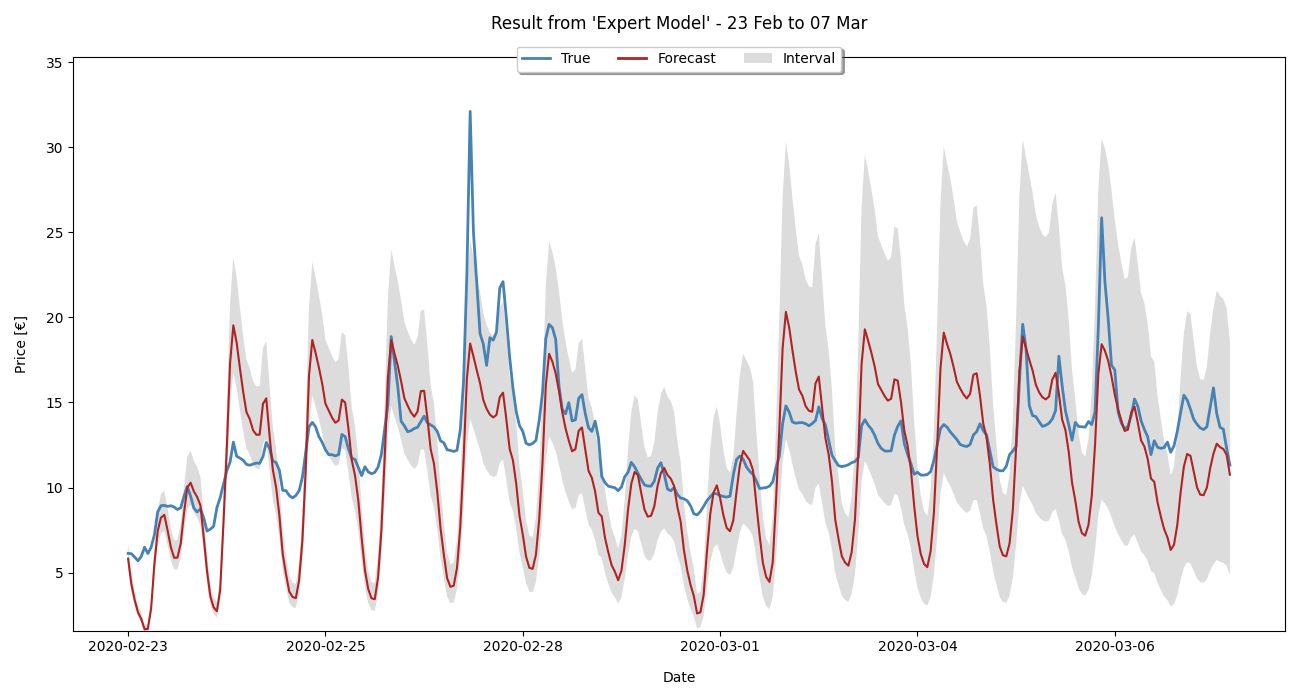 Result from 'Expert Model' - 23 Feb to 07 Mar
True Forecast Interval
35
30
25
20
15
10
5
Price [€]
2020-02-23 2020-02-25 2020-02-28 2020-03-01 2020-03-04 2020-03-06
Date